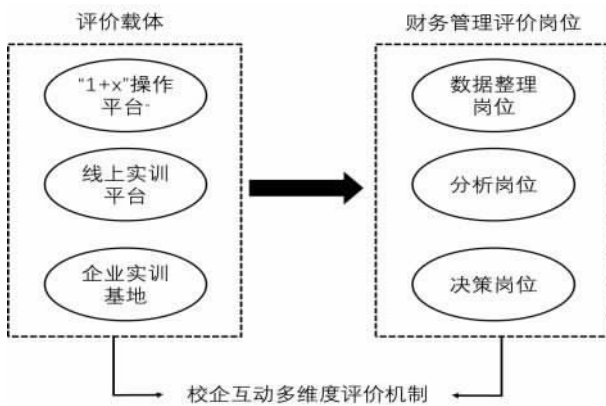 评价载体
财务管理评价岗位
“1+x”操作
平台
线上实训
平台
企业实训
基地
数据整理
岗位
分析岗位
决策岗位
校企互动多维度评价机制